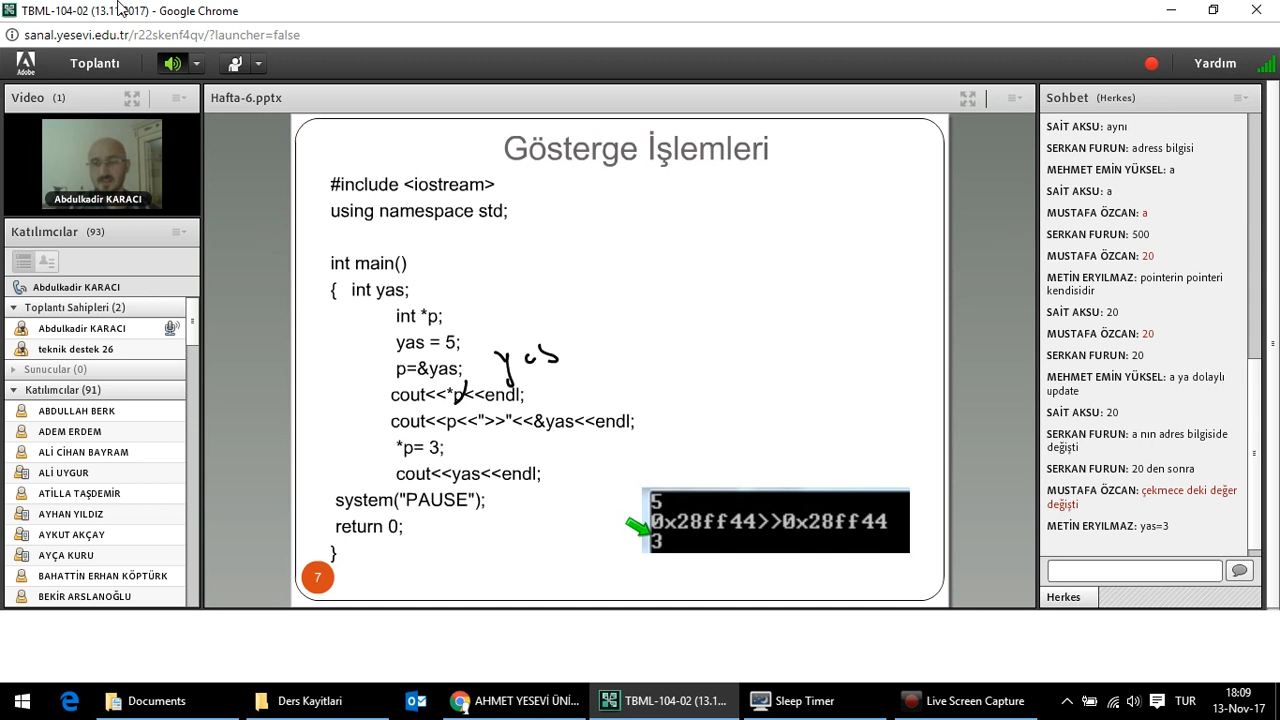 TBML-104-02 (13.11.2017) - Google Chrome
sanal.yesevi.edu.tr/r22skenf4qv/?launcher=false
Adobe
Toplantı
Yardım
Video (1)
Abdulkadir KARACI
Katılımcılar (93)
Abdulkadir KARACI
Toplantı Sahipleri (2)
Abdulkadir KARACI
teknik destek 26
Sunucular (0)
Katılımcılar (91)
ABDULLAH BERK
ADEM ERDEM
ALİ CİHAN BAYRAM
ALİ UYGUR
ATİLLA TAŞDEMİR
AYHAN YILDIZ
AYKUT AKÇAY
AYÇA KURU
BAHATTİN ERHAN KÖPTÜRK
BEKİR ARSLANOĞLU
Hafta-6.pptx
Gösterge İşlemleri
#include <iostream>
using namespace std;
int main()
{ int yas;
int *p;
yas = 5;
p=&yas;
yas
cout<<*p<<endl;
cout<<p<<">>"<<&yas<<endl;
*p= 3;
cout<<yas<<endl;
system("PAUSE");
return 0;
}
7
5
0x28ff44>>0x28ff44
3
Sohbet (Herkes)
SAİT AKSU: aynı
SERKAN FURUN: adress bilgisi
MEHMET EMİN YÜKSEL: a
SAİT AKSU: a
MUSTAFA ÖZCAN: a
SERKAN FURUN: 500
MUSTAFA ÖZCAN: 20
METİN ERYILMAZ: pointerin pointeri
kendisidir
SAİT AKSU: 20
MUSTAFA ÖZCAN: 20
SERKAN FURUN: 20
MEHMET EMİN YÜKSEL: a ya dolaylı
update
SAİT AKSU: 20
SERKAN FURUN: a nın adres bilgiside
değişti
SERKAN FURUN: 20 den sonra
MUSTAFA ÖZCAN: çekmece deki değer
değişti
METİN ERYILMAZ: yas=3
Herkes
Documents
Ders Kayitlari
AHMET YESEVİ ÜNİ...
TBML-104-02 (13.1...
Sleep Timer
Live Screen Capture
TUR
18:09
13-Nov-17